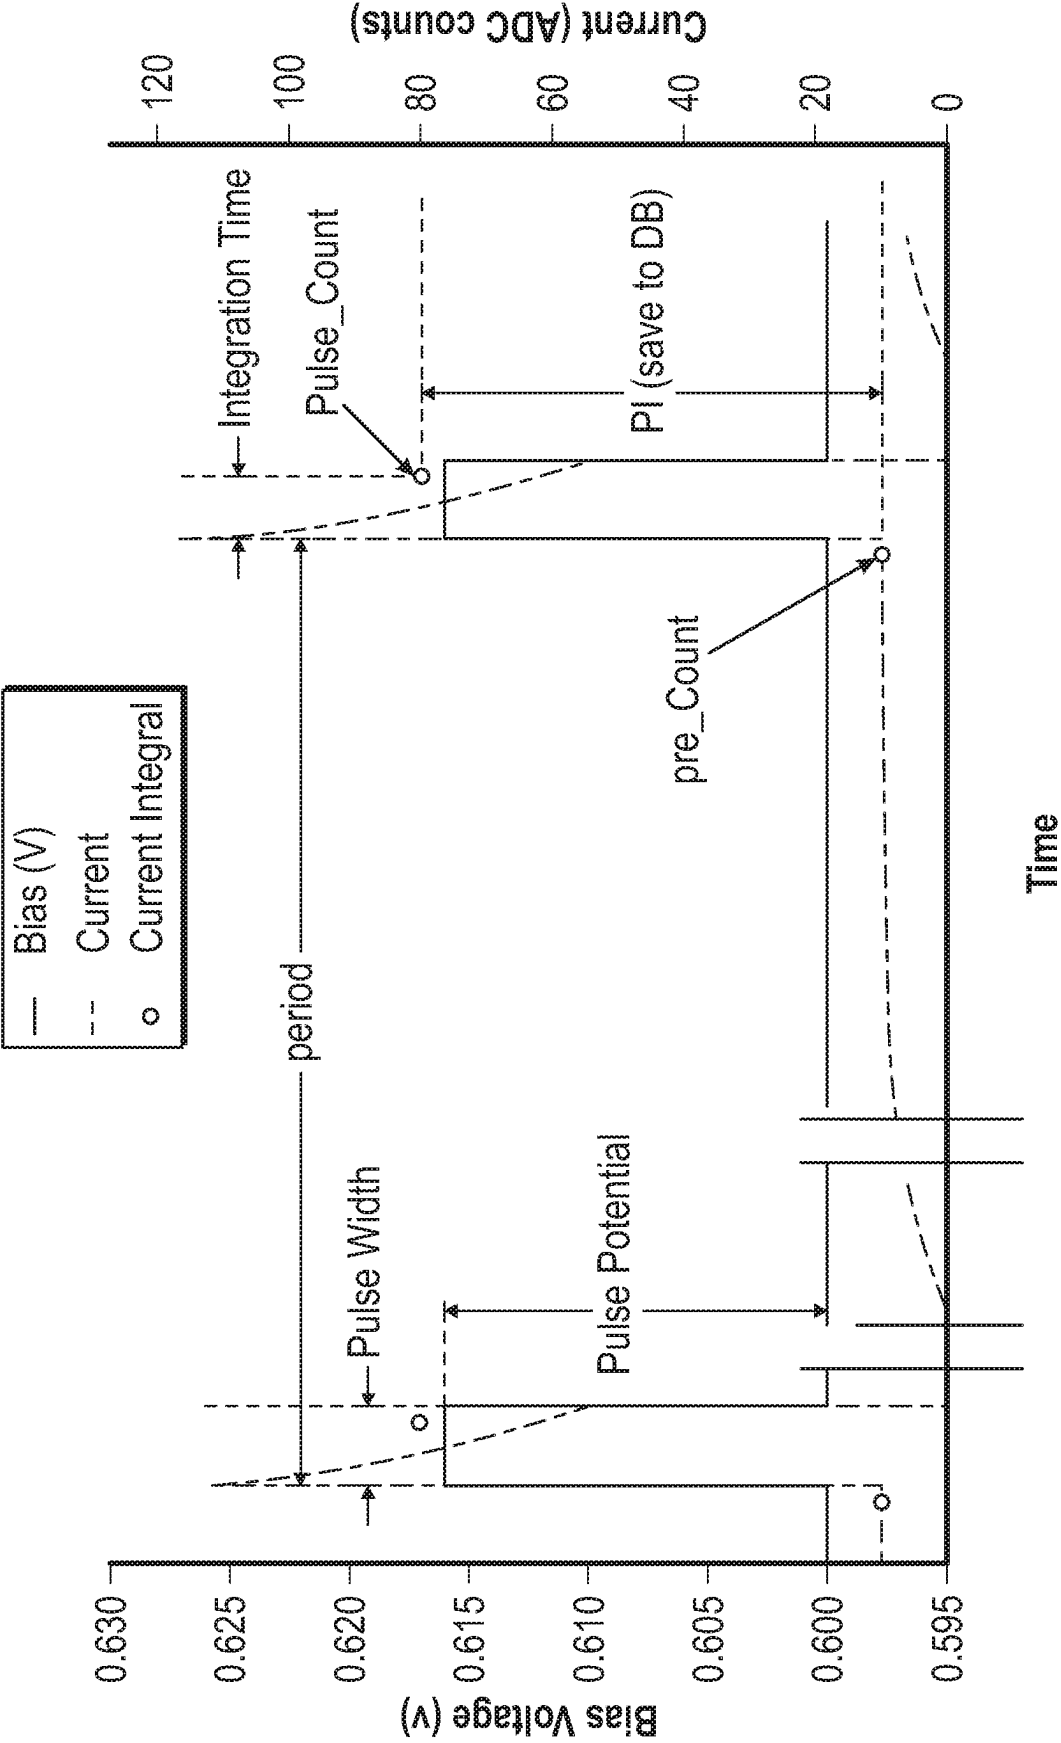 Bias (V)
Current
Current Integral
Bias Voltage (v)
0.630
0.625
0.620
0.615
0.610
0.605
0.600
0.595
Current (ADC counts)
120
100
80
60
40
20
0
period
Pulse Width
Pulse Potential
Integration Time
Pulse_Count
PI (save to DB)
pre_Count
Time